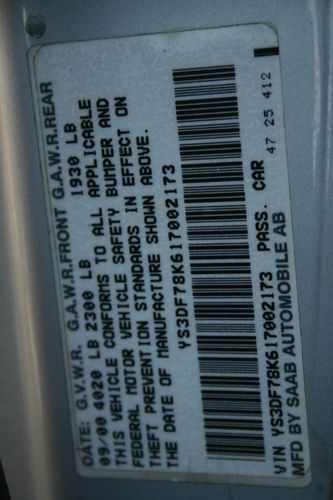 DATE: G.V.W.R. G.A.W.R.FRONT G.A.W.R.REAR
09/00 4020 LB 2300 LB 1930 LB
THIS VEHICLE CONFORMS TO ALL APPLICABLE
FEDERAL MOTOR VEHICLE SAFETY BUMPER AND
THEFT PREVENTION STANDARDS IN EFFECT ON
THE DATE OF MANUFACTURE SHOWN ABOVE.
YS3DF78K617002173
VIN YS3DF78K617002173 PASS. CAR 47 25 412
MFD BY SAAB AUTOMOBILE AB